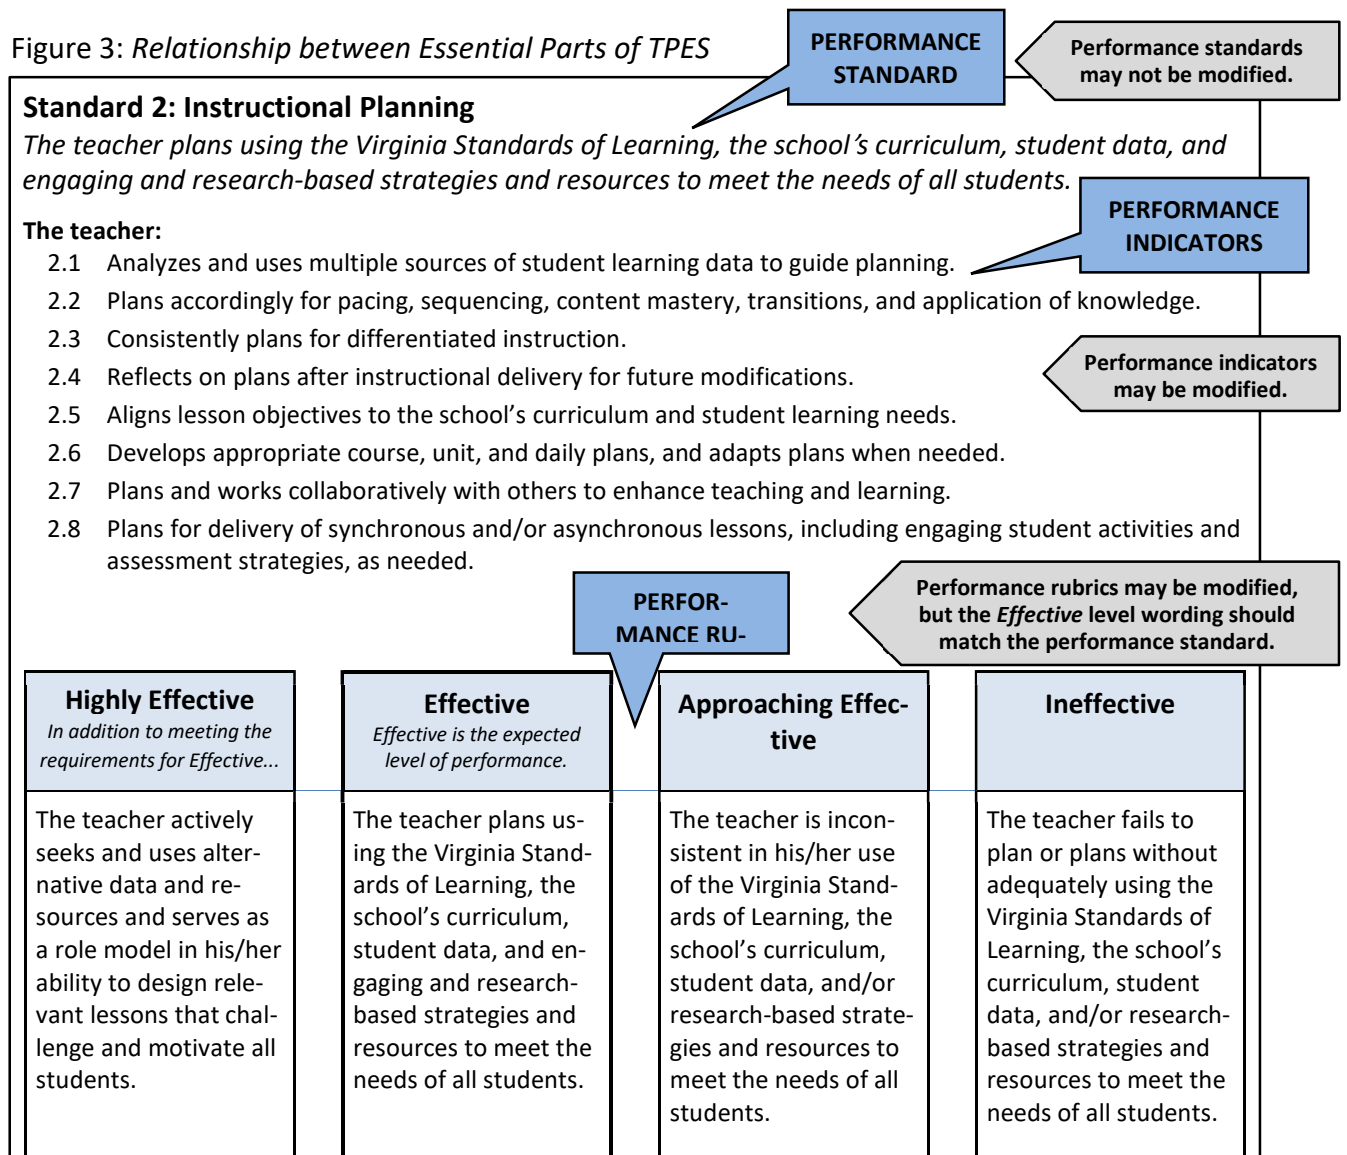 Figure 3: Relationship between Essential Parts of TPES
PERFORMANCE
STANDARD
Performance standards
may not be modified.
Standard 2: Instructional Planning
The teacher plans using the Virginia Standards of Learning, the school's curriculum, student data, and
engaging and research-based strategies and resources to meet the needs of all students.
PERFORMANCE
INDICATORS
The teacher:
2.1 Analyzes and uses multiple sources of student learning data to guide planning.
2.2 Plans accordingly for pacing, sequencing, content mastery, transitions, and application of knowledge.
2.3 Consistently plans for differentiated instruction.
2.4 Reflects on plans after instructional delivery for future modifications.
Performance indicators
may be modified.
2.5 Aligns lesson objectives to the school's curriculum and student learning needs.
2.6 Develops appropriate course, unit, and daily plans, and adapts plans when needed.
2.7 Plans and works collaboratively with others to enhance teaching and learning.
2.8 Plans for delivery of synchronous and/or asynchronous lessons, including engaging student activities and
assessment strategies, as needed.
PERFOR-
MANCE RU-
Performance rubrics may be modified,
but the Effective level wording should
match the performance standard.
Highly Effective
In addition to meeting the
requirements for Effective...
Effective
Effective is the expected
level of performance.
Approaching Effec-
tive
Ineffective
The teacher actively
seeks and uses alter-
native data and re-
sources and serves as
a role model in his/her
ability to design rele-
vant lessons that chal-
lenge and motivate all
students.
The teacher plans us-
ing the Virginia Stand-
ards of Learning, the
school's curriculum,
student data, and en-
gaging and research-
based strategies and
resources to meet the
needs of all students.
The teacher is incon-
sistent in his/her use
of the Virginia Stand-
ards of Learning, the
school's curriculum,
student data, and/or
research-based strate-
gies and resources to
meet the needs of all
students.
The teacher fails to
plan or plans without
adequately using the
Virginia Standards of
Learning, the school's
curriculum, student
data, and/or research-
based strategies and
resources to meet the
needs of all students.